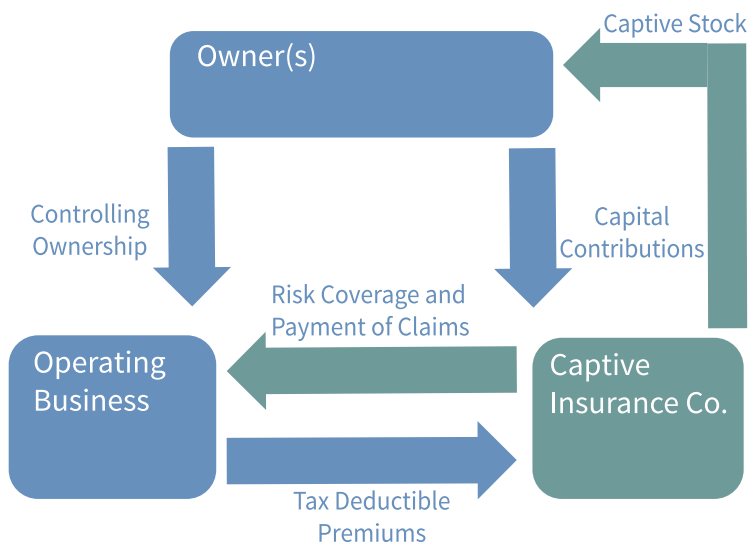 Captive Stock
Owner(s)
Controlling
Ownership
Capital
Contributions
Risk Coverage and
Payment of Claims
Operating
Business
Captive
Insurance Co.
Tax Deductible
Premiums